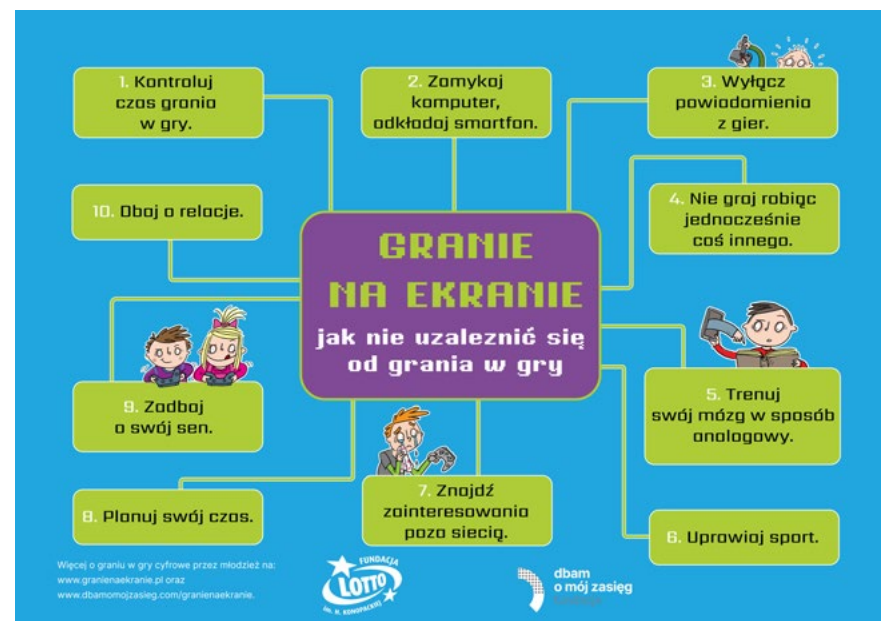 1. Kontroluj
czas grania
w gry.
2. Zamykaj
komputer,
odkładaj smartfon.
3. Wyłącz
powiadomienia
z gier.
10. Dbaj o relacje.
4. Nie graj robiąc
jednocześnie
coś innego.
GRANIE
NA EKRANIE
jak nie uzaleznić się
od grania w gry
9. Zadbaj
o swój sen.
5. Trenuj
swój mózg w sposób
analogowy.
8. Planuj swój czas.
7. Znajdź
zainteresowania
poza siecią.
6. Uprawiaj sport.
Więcej o graniu w gry cyfrowe przez młodzież na:
www.granienaekranie.pl oraz
www.dbamomojzasieg.com/granienaekranie.
FUNDACJA
LOTTO
im. H. KONOPACKIEJ
dbam
o mój zasięg